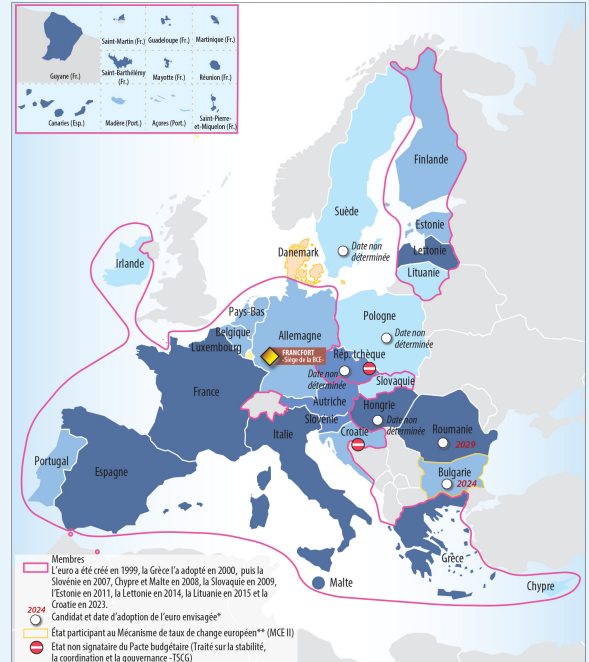 Guyane (Fr.)
Saint-Martin (Fr.)
Guadeloupe (Fr.)
Martinique (Fr.)
Saint-Barthélémy
(Fr.)
Mayotte (Fr.)
Réunion (Fr.)
Canaries (Esp.)
Madère (Port.)
Açores (Port.)
Saint-Pierre-
et-Miquelon (Fr.)
Finlande
Suède
Date non
déterminée
Estonie
Lettonie
Lituanie
Danemark
Irlande
Pays-Bas
Belgique
Luxembourg
Allemagne
FRANCFORT
-Siège de la BCE-
Pologne
Date non
déterminée
Rép. tchèque
Date non
déterminée
Slovaquie
France
Autriche
Slovénie
Hongrie
Date non
déterminée
Croatie
Italie
Roumanie
2029
Bulgarie
2024
Portugal
Espagne
Grèce
Malte
Chypre
Membres
L'euro a été créé en 1999, la Grèce l'a adopté en 2000, puis la
Slovénie en 2007, Chypre et Malte en 2008, la Slovaquie en 2009,
l'Estonie en 2011, la Lettonie en 2014, la Lituanie en 2015 et la
Croatie en 2023.
2024
Candidat et date d'adoption de l'euro envisagée*
État participant au Mécanisme de taux de change européen** (MCE II)
Etat non signataire du Pacte budgétaire (Traité sur la stabilité,
la coordination et la gouvernance -TSCG)